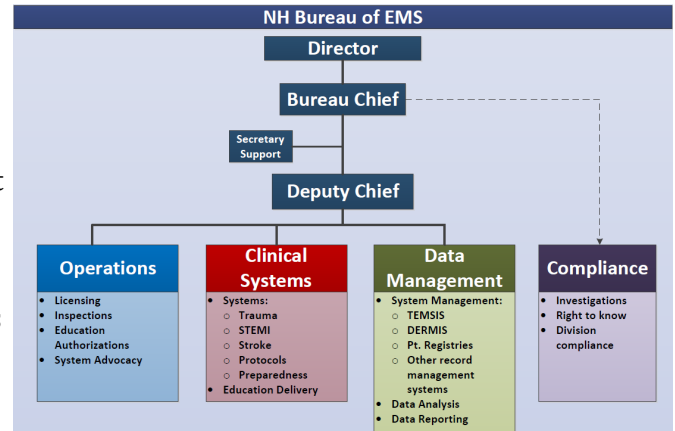 NH Bureau of EMS
Director
Bureau Chief
Secretary
Support
Deputy Chief
Operations
• Licensing
• Inspections
• Education
Authorizations
• System Advocacy
Clinical
Systems
• Systems:
o Trauma
o STEMI
o Stroke
o Protocols
o Preparedness
• Education Delivery
Data
Management
• System Management:
o TEMSIS
o DERMIS
o Pt. Registries
o Other record
management
systems
• Data Analysis
• Data Reporting
Compliance
• Investigations
• Right to know
• Division
compliance